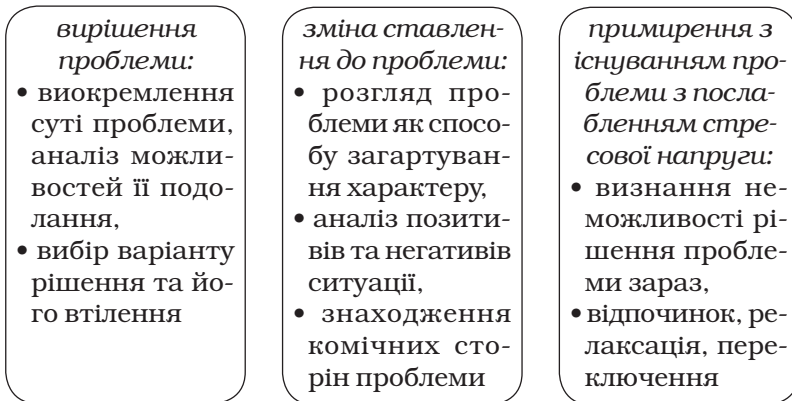 вирішення
проблеми:
• виокремлення
суті проблеми,
аналіз можли-
востей її подо-
лання,
• вибір варіанту
рішення та йо-
го втілення
зміна ставлен-
ня до проблеми:
• розгляд про-
блеми як спосо-
бу загартуван-
ня характеру,
• аналіз позити-
вів та негативів
ситуації,
• знаходження
комічних сто-
рін проблеми
примирення з
існуванням про-
блеми з посла-
бленням стре-
сової напруги:
• визнання не-
можливості рі-
шення пробле-
ми зараз,
• відпочинок, ре-
лаксація, пере-
ключення